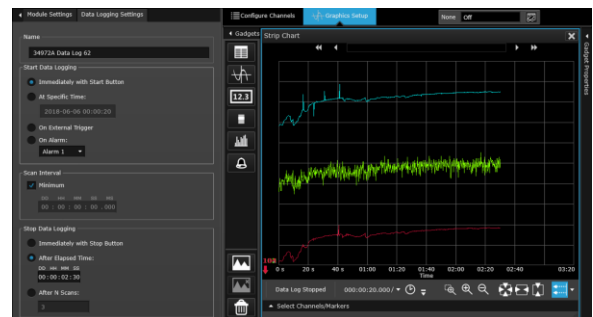 Module Settings
Data Logging Settings
Name
34972A Data Log 62
Start Data Logging
Immediately with Start Button
At Specific Time:
2018-06-06 00:00:20
On External Trigger
On Alarm:
Alarm 1
Scan Interval
Minimum
DD HH MM SS MS
00 : 00 : 00 : 00 .000
Stop Data Logging
Immediately with Stop Button
After Elapsed Time:
DD HH MM SS
00:00:02:30
After N Scans:
3
Configure Channels
Graphics Setup
None Off
Gadgets
Strip Chart
Gadget Properties
12.3
0 s 20 s 40 s 01:00 01:20 01:40 02:00 02:20 02:40 03:20
Time
Data Log Stopped
000:00:20.000 /
Select Channels/Markers